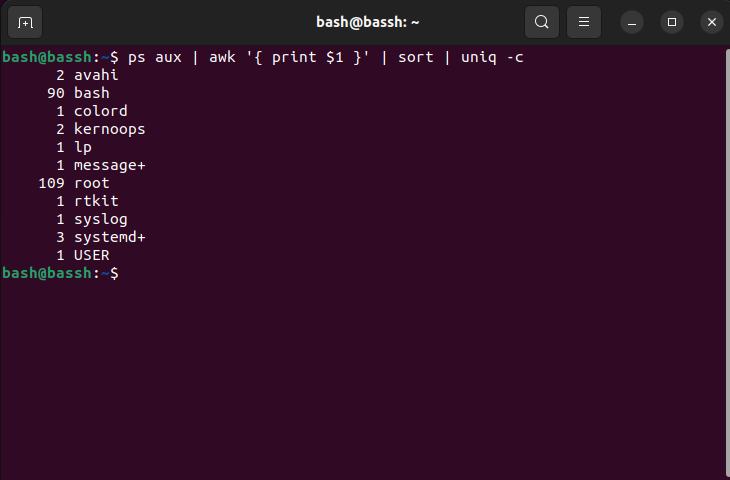 bash@bassh: ~
bash@bassh:~$ ps aux | awk '{ print $1 }' | sort | uniq -c
      2 avahi
     90 bash
      1 colord
      2 kernoops
      1 lp
      1 message+
    109 root
      1 rtkit
      1 syslog
      3 systemd+
      1 USER
bash@bassh:~$